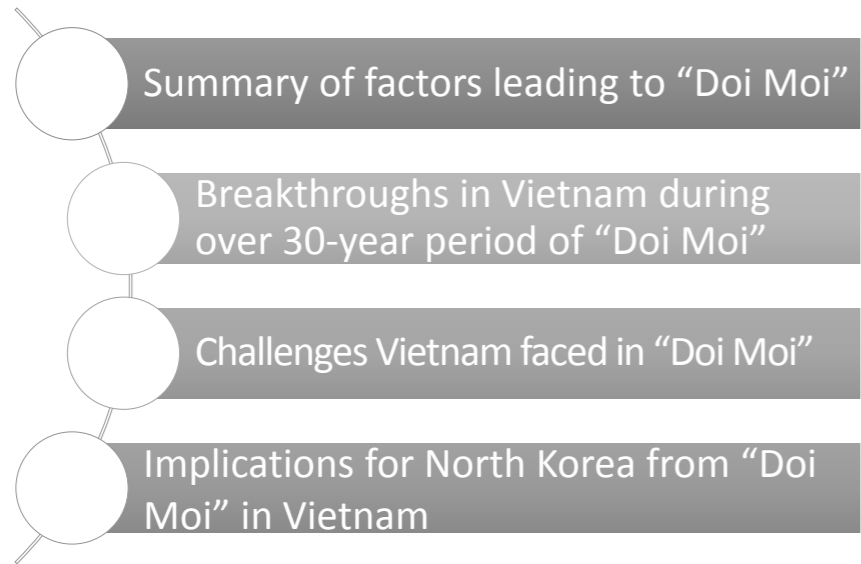 Summary of factors leading to “Doi Moi”
Breakthroughs in Vietnam during
over 30-year period of “Doi Moi”
Challenges Vietnam faced in “Doi Moi”
Implications for North Korea from “Doi
Moi” in Vietnam